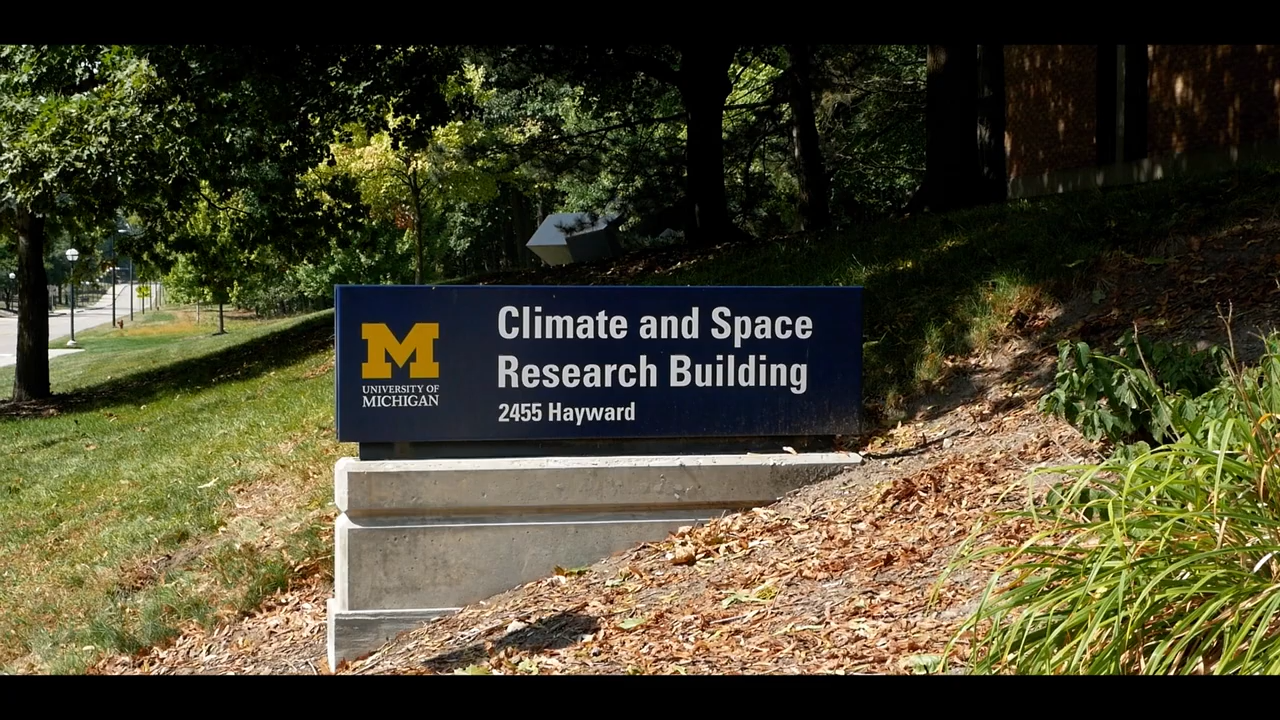 M
UNIVERSITY OF
MICHIGAN
Climate and Space
Research Building
2455 Hayward